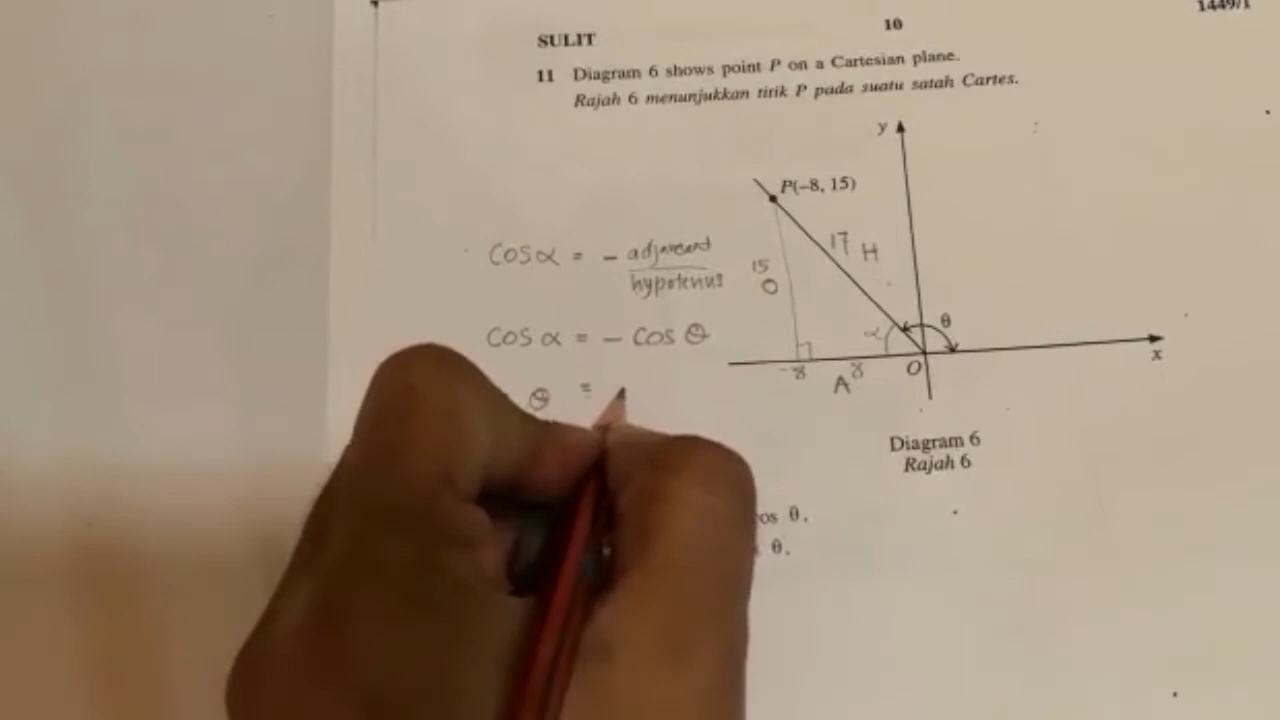 10
1449/1
SULIT
11 Diagram 6 shows point P on a Cartesian plane.
Rajah 6 menunjukkan titik P pada suatu satah Cartes.
y
P(–8, 15)
17 H
cos α = – adjacent
hypotenus
15
O
cos α = – cos θ
α
θ
x
-8
8
A
O
θ =
Diagram 6
Rajah 6
cos θ.
θ.